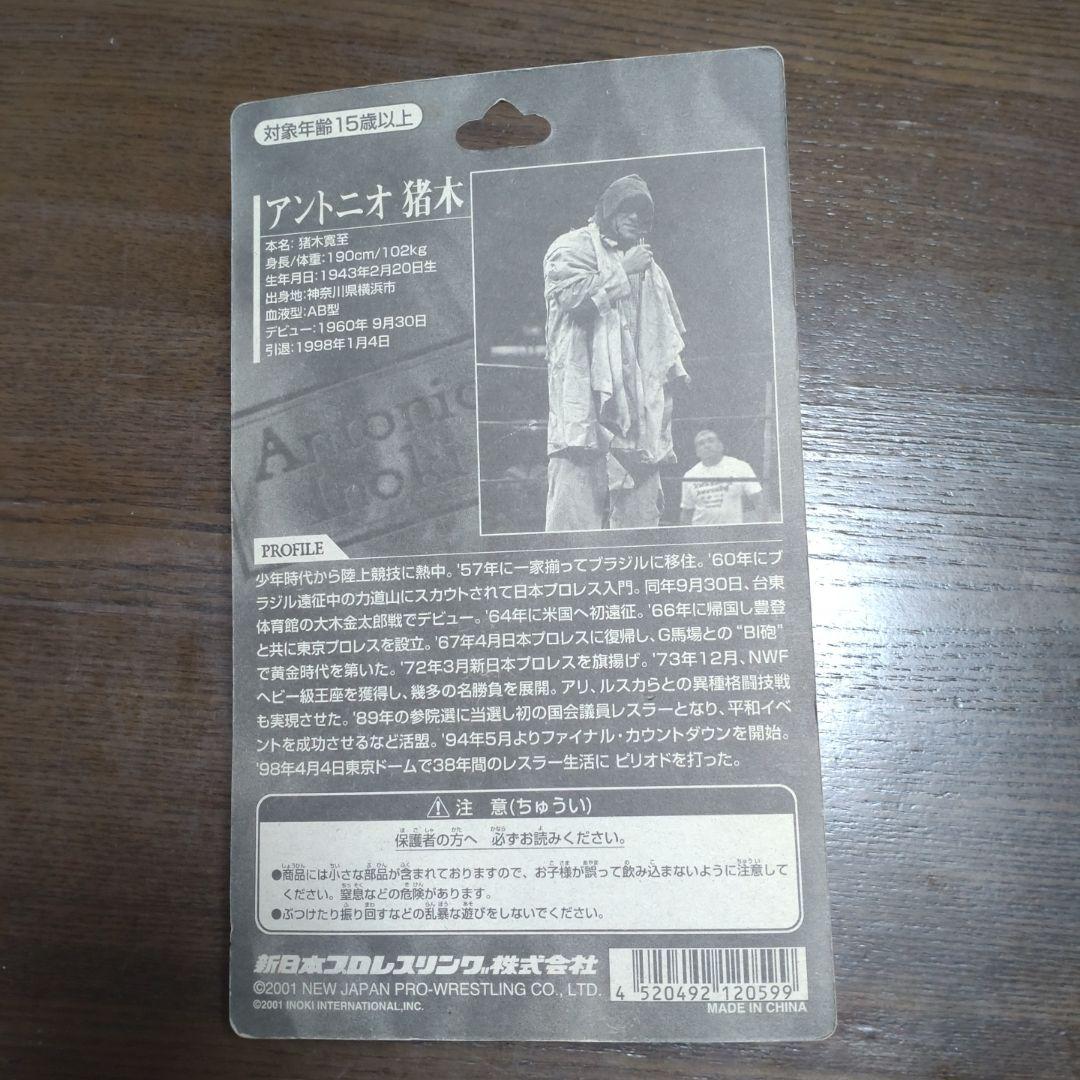 対象年齢15歳以上
アントニオ 猪木
本名: 猪木寛至
身長/体重:190cm/102kg
生年月日:1943年2月20日生
出身地:神奈川県横浜市
血液型:AB型
デビュー:1960年 9月30日
引退:1998年1月4日
Antonio
Inoki
PROFILE
少年時代から陸上競技に熱中。'57年に一家揃ってブラジルに移住。'60年にブ
ラジル遠征中の力道山にスカウトされて日本プロレス入門。同年9月30日、台東
体育館の大木金太郎戦でデビュー。'64年に米国へ初遠征。'66年に帰国し豊登
と共に東京プロレスを設立。'67年4月日本プロレスに復帰し、G馬場との "BI砲"
で黄金時代を第いた。'72年3月新日本プロレスを旗揚げ。'73年12月、NWF
ヘビー級王座を獲得し、幾多の名勝負を展開。アリ、ルスカらとの異種格闘技戦
も実現させた。'89年の参院選に当選し初の国会議員レスラーとなり、平和イベ
ントを成功させるなど活盟。'94年5月よりファイナル・カウントダウンを開始。
'98年4月4日東京ドームで38年間のレスラー生活に ピリオドを打った。
⚠ 注 意(ちゅうい)
保護者の方へ 必ずお読みください。
●商品には小さな部品が含まれておりますので、お子様が誤って飲み込まないように注意して
ください。窒息などの危険があります。
●ぶつけたり振り回すなどの乱暴な遊びをしないでください。
新日本プロレスリング株式会社
©2001 NEW JAPAN PRO-WRESTLING CO., LTD.
©2001 INOKI INTERNATIONAL,INC.
4 520492 120599
MADE IN CHINA